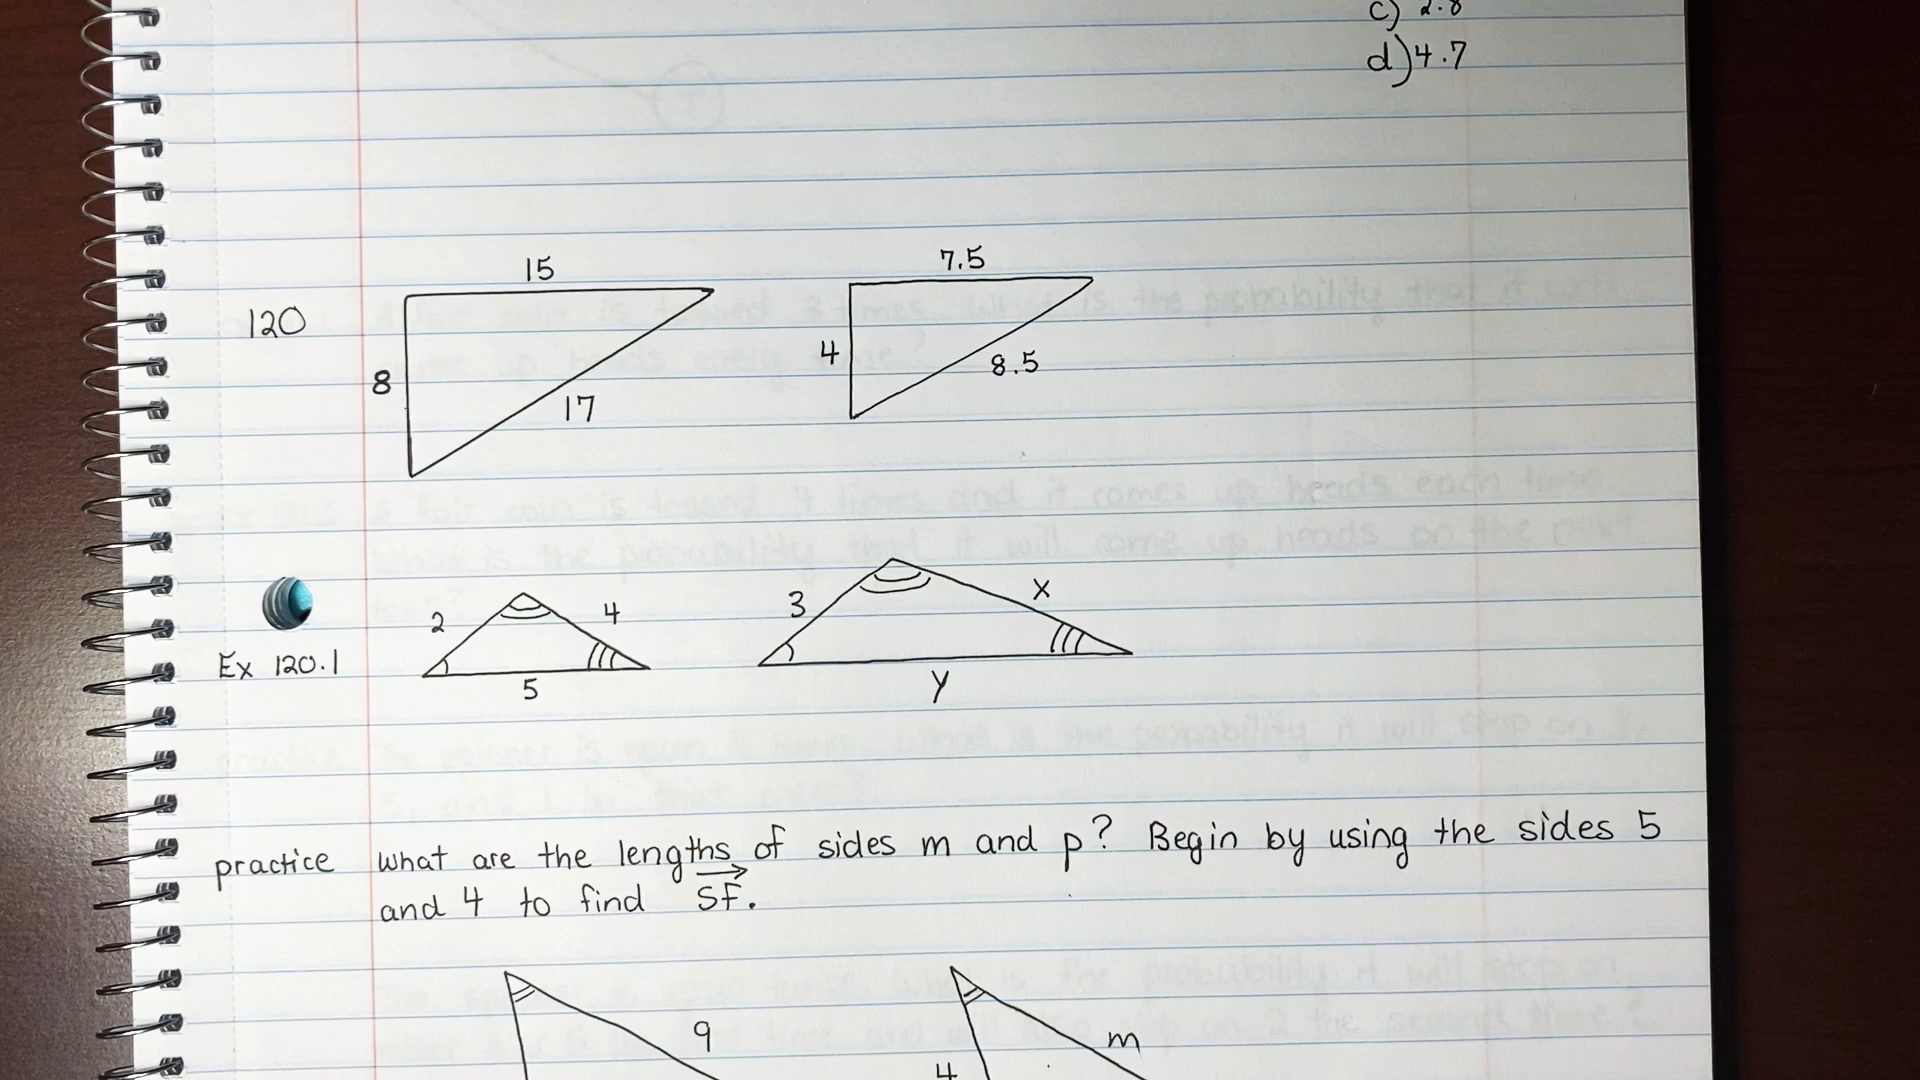 c) 2.8
d) 4.7
15
7.5
120
8
17
4
8.5
2
4
3
x
Ex 120.1
5
y
practice what are the lengths of sides m and p? Begin by using the sides 5
and 4 to find SF.
9
4
m